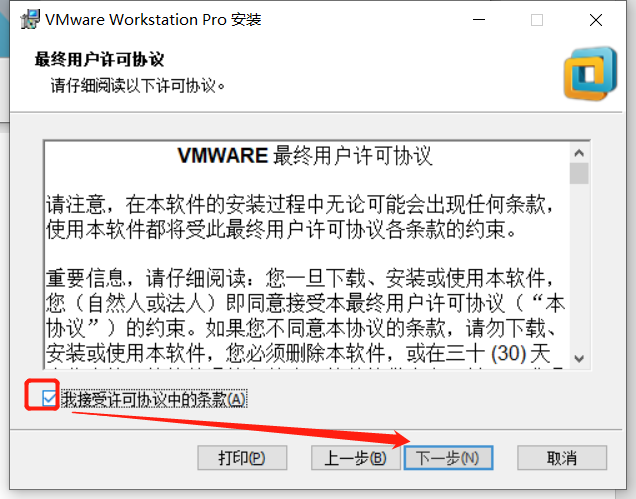 VMware Workstation Pro 安装
最终用户许可协议
请仔细阅读以下许可协议。
VMWARE 最终用户许可协议
请注意，在本软件的安装过程中无论可能会出现任何条款，
使用本软件都将受此最终用户许可协议各条款的约束。
重要信息，请仔细阅读：您一旦下载、安装或使用本软件，
您（自然人或法人）即同意接受本最终用户许可协议（“本
协议”）的约束。如果您不同意本协议的条款，请勿下载、
安装或使用本软件，您必须删除本软件，或在三十 (30) 天
我接受许可协议中的条款(A)
打印(P)
上一步(B)
下一步(N)
取消